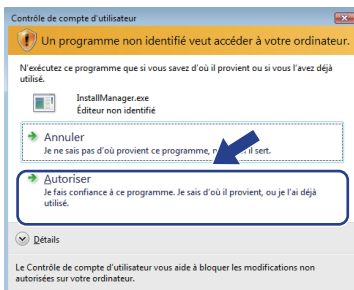 Contrôle de compte d'utilisateur
Un programme non identifié veut accéder à votre ordinateur.
N'exécutez ce programme que si vous savez d'où il provient ou si vous l'avez déjà
utilisé.
InstallManager.exe
Éditeur non identifié
Annuler
Je ne sais pas d'où provient ce programme, il sert.
Autoriser
Je fais confiance à ce programme. Je sais d'où il provient, ou je l'ai déjà
utilisé.
Détails
Le Contrôle de compte d'utilisateur vous aide à bloquer les modifications non
autorisées sur votre ordinateur.